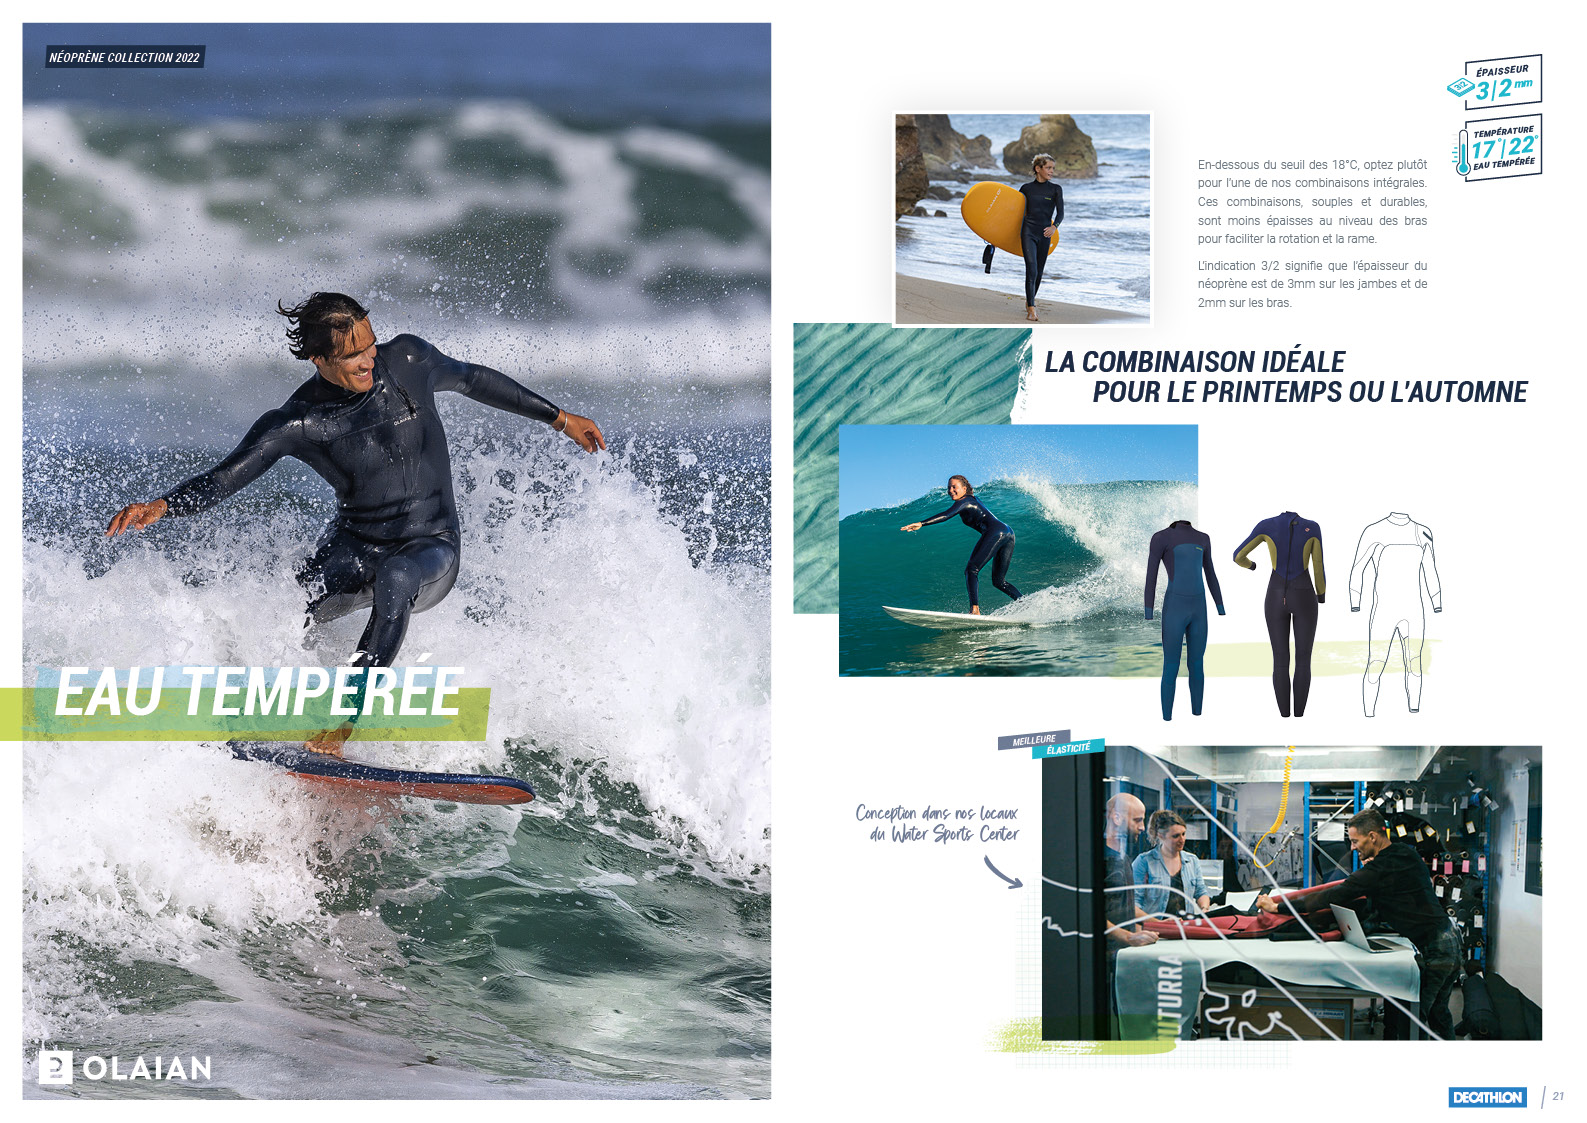 NÉOPRÈNE COLLECTION 2022
EAU TEMPÉRÉE
OLAIAN
OLAIAN
ÉPAISSEUR
3/2
3|2 mm
TEMPÉRATURE
17°|22°
EAU TEMPÉRÉE
En-dessous du seuil des 18°C, optez plutôt
pour l'une de nos combinaisons intégrales.
Ces combinaisons, souples et durables,
sont moins épaisses au niveau des bras
pour faciliter la rotation et la rame.
L'indication 3/2 signifie que l'épaisseur du
néoprène est de 3mm sur les jambes et de
2mm sur les bras.
LA COMBINAISON IDÉALE
POUR LE PRINTEMPS OU L'AUTOMNE
MEILLEURE
ÉLASTICITÉ
Conception dans nos locaux
du Water Sports Center
UTURA
DECATHLON
21